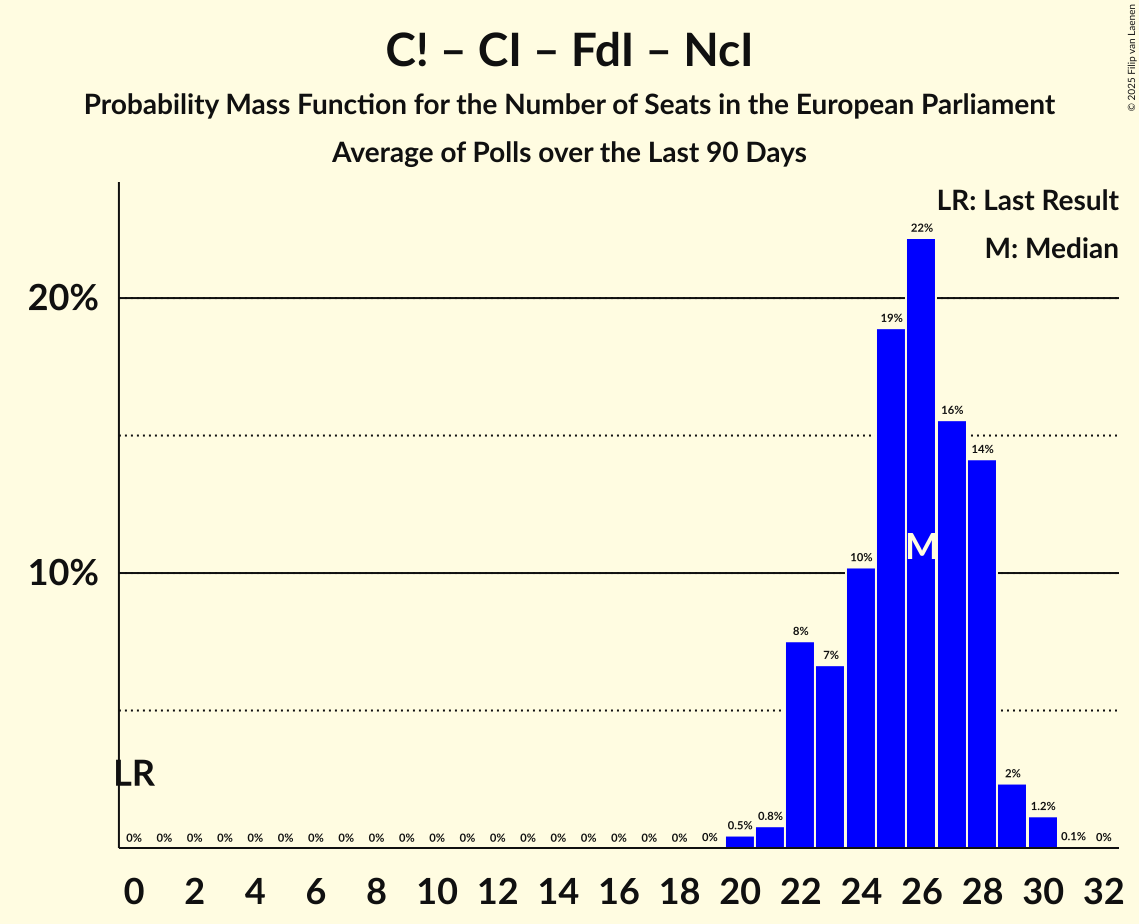 C! – CI – FdI – NcI
Probability Mass Function for the Number of Seats in the European Parliament
Average of Polls over the Last 90 Days
© 2025 Filip van Laenen
LR: Last Result
M: Median
22%
20%
19%
16%
14%
M
10%
10%
8%
7%
LR
2%
1.2%
0% 0% 0% 0% 0% 0% 0% 0% 0% 0% 0% 0% 0% 0% 0% 0% 0% 0% 0% 0% 0.5% 0.8% 0.1% 0%
0 2 4 6 8 10 12 14 16 18 20 22 24 26 28 30 32